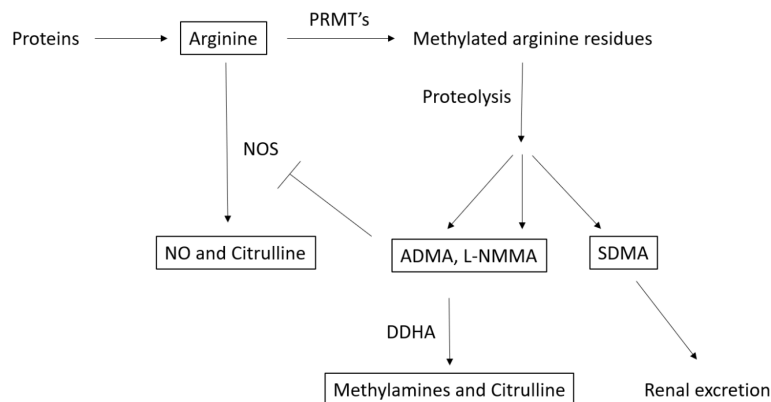 PRMT's
Proteins
Arginine
Methylated arginine residues
Proteolysis
NOS
NO and Citrulline
ADMA, L-NMMA
SDMA
DDHA
Methylamines and Citrulline
Renal excretion